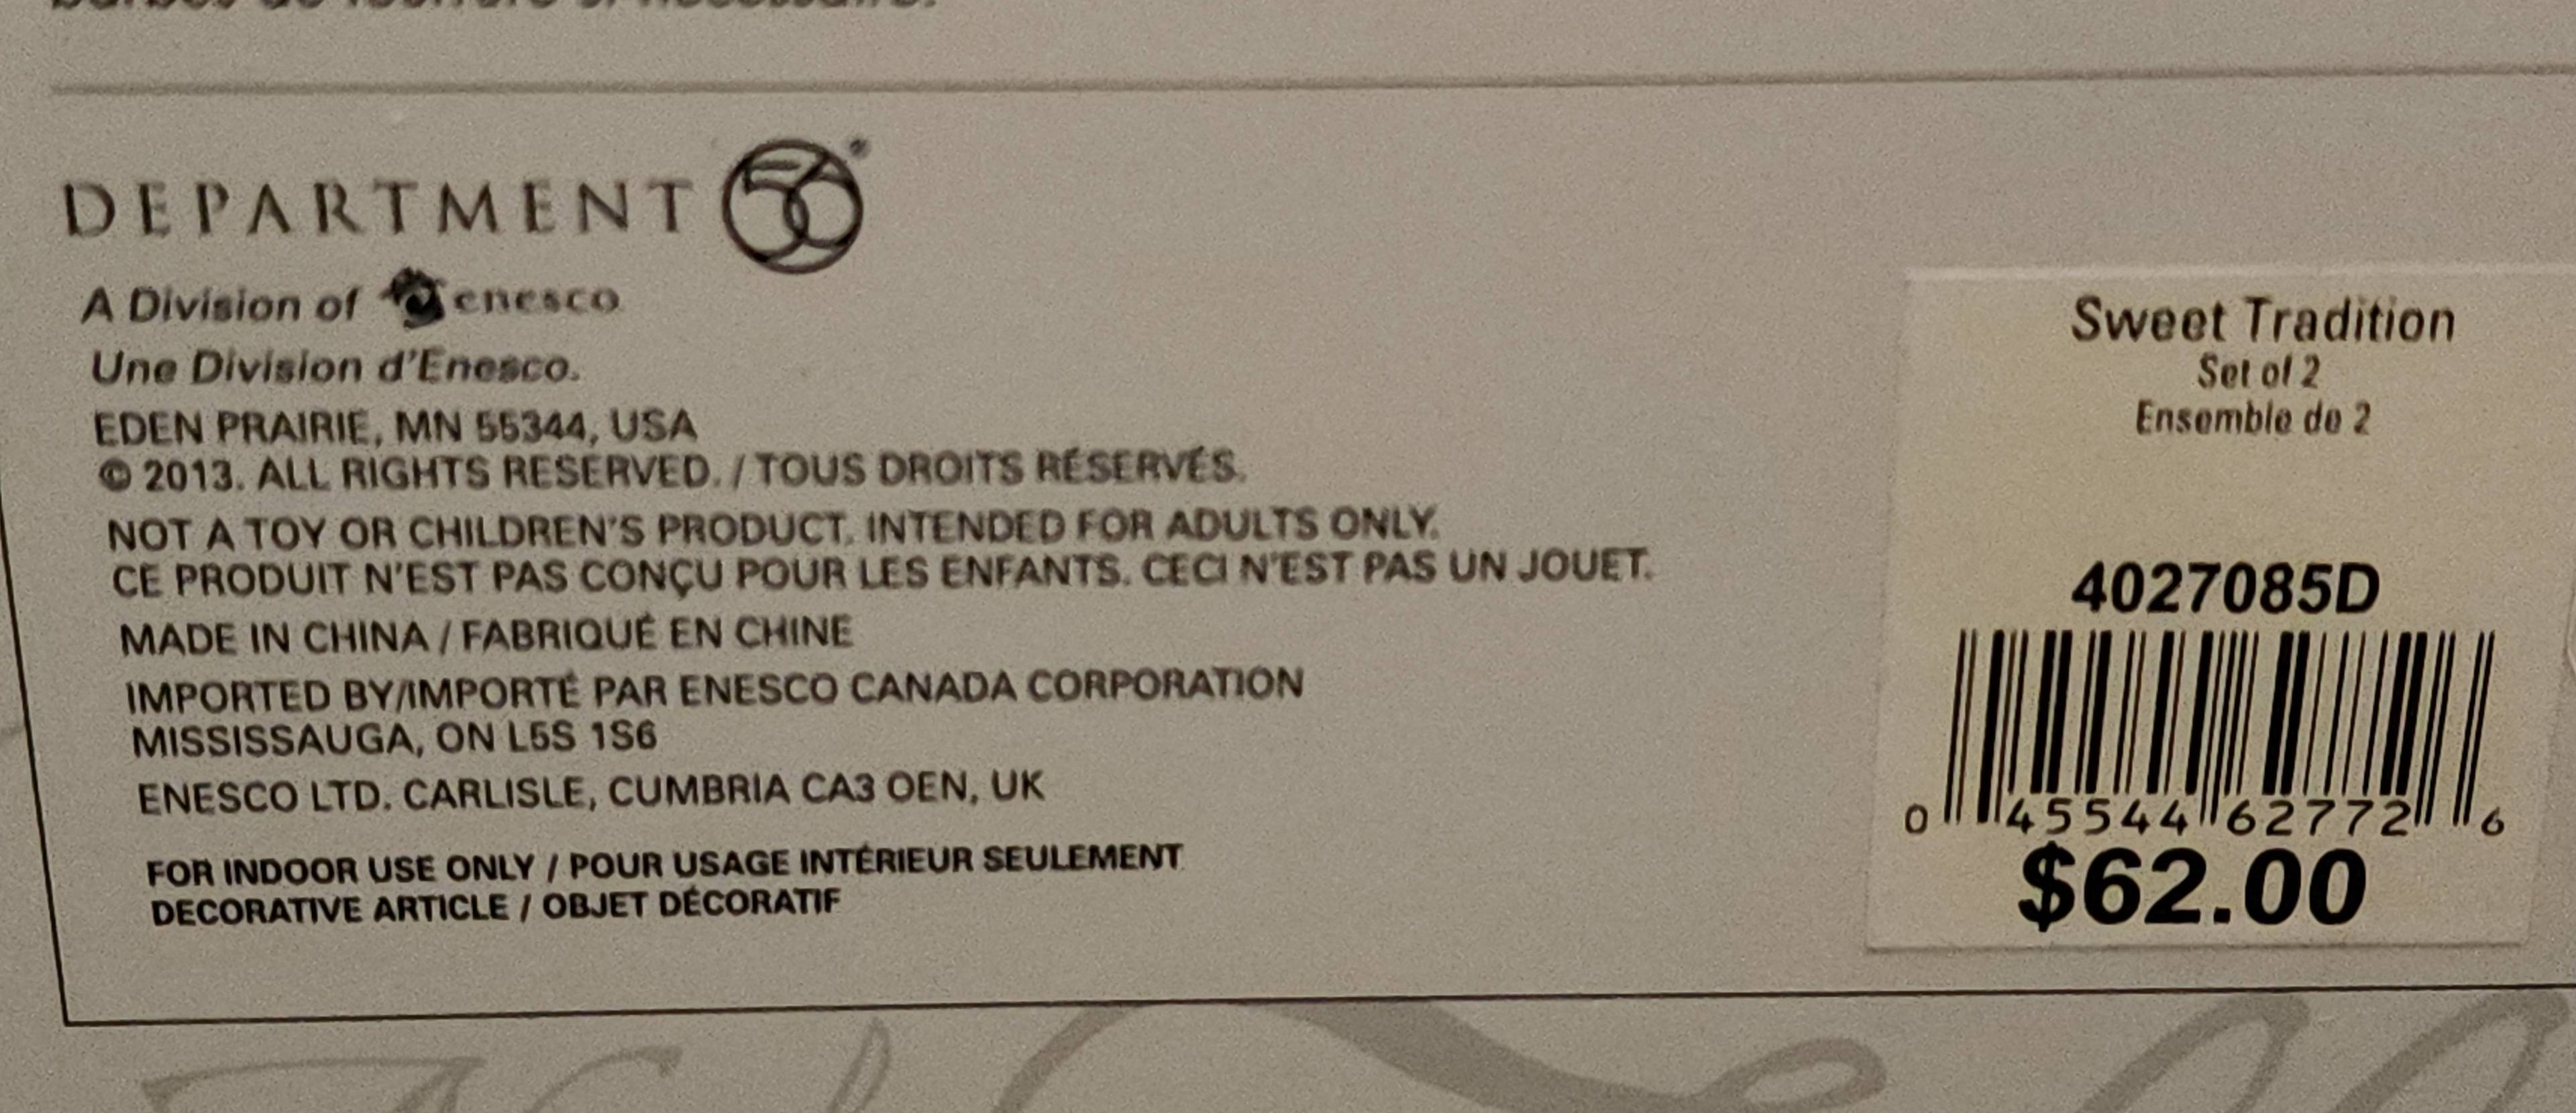 DEPARTMENT 56®
A Division of enesco
Une Division d'Enesco.
EDEN PRAIRIE, MN 55344, USA
© 2013. ALL RIGHTS RESERVED. / TOUS DROITS RÉSERVÉS.
NOT A TOY OR CHILDREN'S PRODUCT. INTENDED FOR ADULTS ONLY.
CE PRODUIT N'EST PAS CONÇU POUR LES ENFANTS. CECI N'EST PAS UN JOUET.
MADE IN CHINA / FABRIQUÉ EN CHINE
IMPORTED BY/IMPORTÉ PAR ENESCO CANADA CORPORATION
MISSISSAUGA, ON L5S 1S6
ENESCO LTD. CARLISLE, CUMBRIA CA3 OEN, UK
FOR INDOOR USE ONLY / POUR USAGE INTÉRIEUR SEULEMENT
DECORATIVE ARTICLE / OBJET DÉCORATIF
Sweet Tradition
Set of 2
Ensemble de 2
4027085D
0 45544 62772 6
$62.00